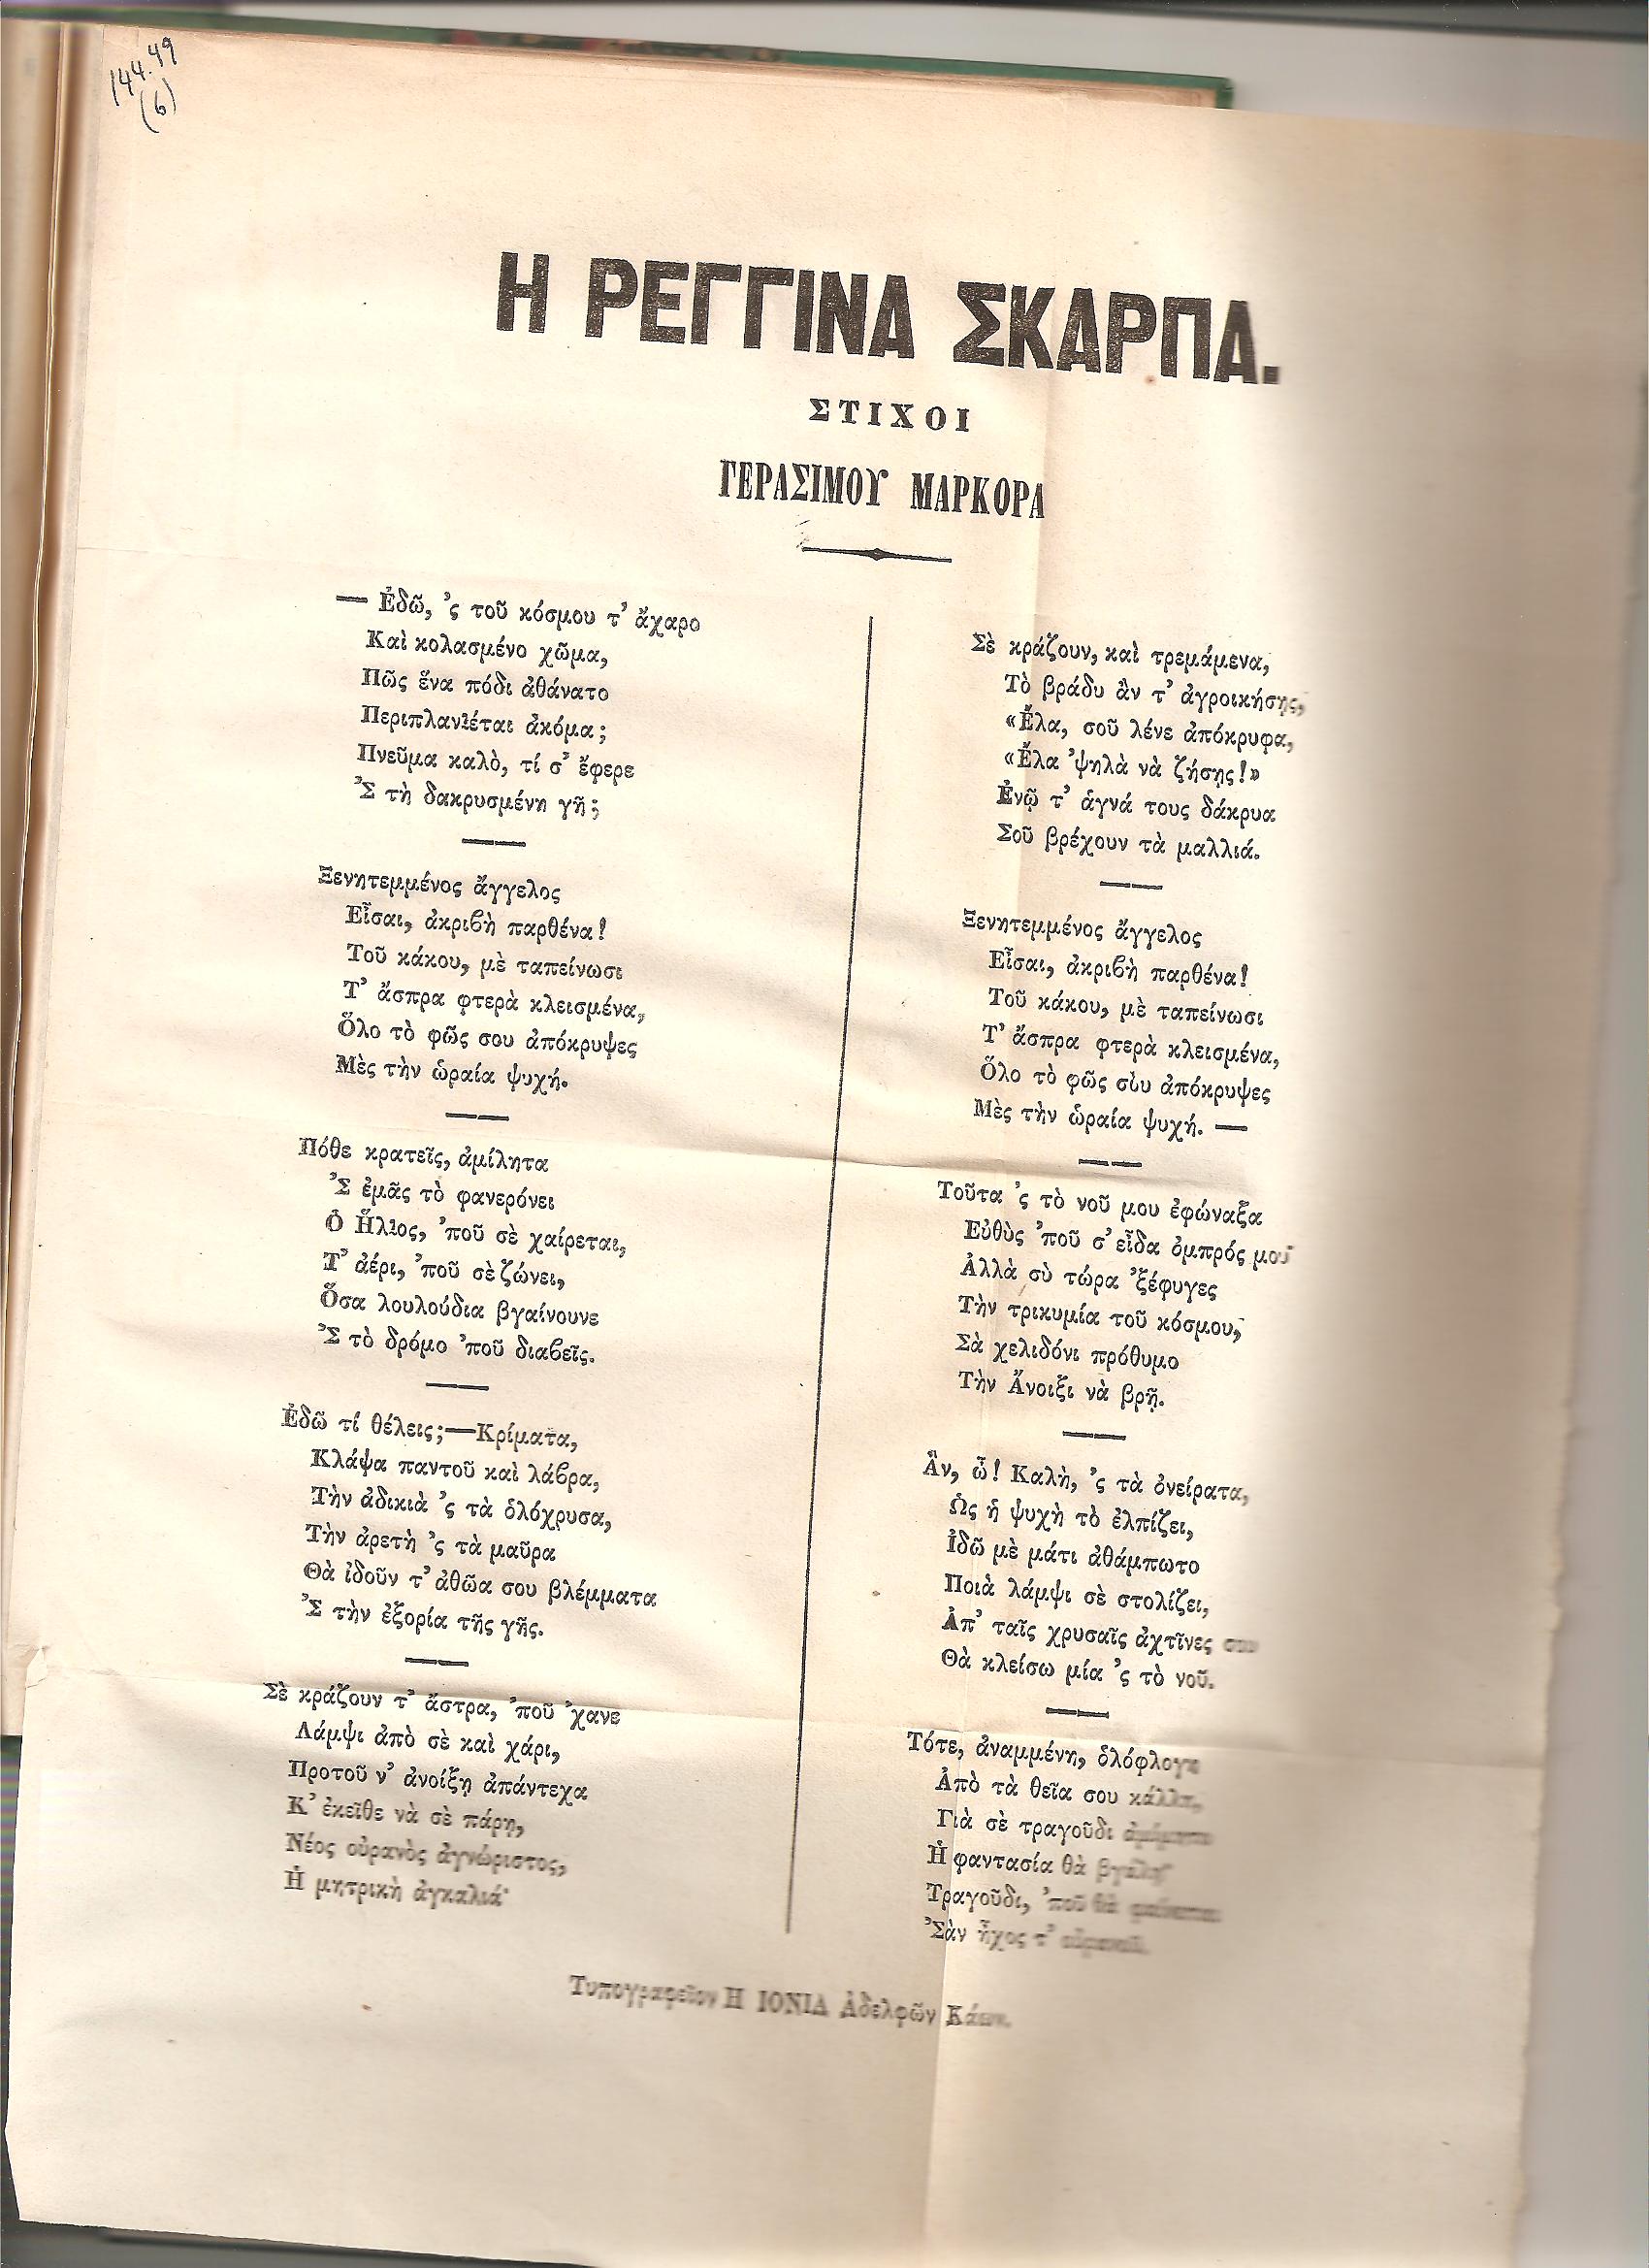 144.49
(6)
Η ΡΕΓΓΙΝΑ ΣΚΑΡΠΑ.
ΣΤΙΧΟΙ
ΓΕΡΑΣΙΜΟΥ ΜΑΡΚΟΡΑ
— Ἐδῶ, 'ς τοῦ κόσμου τ' ἄχαρο
Καὶ κολασμένο χῶμα,
Πῶς ἕνα πόδι ἀθάνατο
Περιπλανιέται ἀκόμα;
Πνεῦμα καλὸ, τί σ' ἔφερε
'Σ τὴ δακρυσμένη γῆ;
Ξενητεμμένος ἄγγελος
Εἶσαι, ἀκριβὴ παρθένα!
Τοῦ κάκου, μὲ ταπείνωσι
Τ' ἄσπρα φτερὰ κλεισμένα,
Ὅλο τὸ φῶς σου ἀπόκρυψες
Μὲς τὴν ὡραία ψυχή.
Πόθε κρατεῖς, ἀμίλητα
'Σ ἐμᾶς τὸ φανερόνει
Ὁ Ἥλιος, 'ποῦ σὲ χαίρεται,
Τ' ἀέρι, 'ποῦ σὲ ζώνει,
Ὅσα λουλούδια βγαίνουνε
'Σ τὸ δρόμο 'ποῦ διαβεῖς.
Ἐδῶ τί θέλεις;—Κρίματα,
Κλάψα παντοῦ καὶ λάβρα,
Τὴν ἀδικιὰ 'ς τὰ ὁλόχρυσα,
Τὴν ἀρετὴ 'ς τὰ μαῦρα
Θὰ ἰδοῦν τ' ἀθῶα σου βλέμματα
'Σ τὴν ἐξορία τῆς γῆς.
Σὲ κράζουν τ' ἄστρα, 'ποῦ 'χανε
Λάμψι ἀπὸ σὲ καὶ χάρι,
Προτοῦ ν' ἀνοίξῃ ἀπάντεχα
Κ' ἐκεῖθε νὰ σὲ πάρῃ,
Νέος οὐρανὸς ἀγνώριστος,
Ἡ μητρικὴ ἀγκαλιά·
Σὲ κράζουν, καὶ τρεμάμενα,
Τὸ βράδυ ἂν τ' ἀγροικήσῃς,
«Ἔλα, σοῦ λένε ἀπόκρυφα,
«Ἔλα 'ψηλὰ νὰ ζήσῃς!»
Ἐνῷ τ' ἁγνά τους δάκρυα
Σοῦ βρέχουν τὰ μαλλιά.
Ξενητεμμένος ἄγγελος
Εἶσαι, ἀκριβὴ παρθένα!
Τοῦ κάκου, μὲ ταπείνωσι
Τ' ἄσπρα φτερὰ κλεισμένα,
Ὅλο τὸ φῶς σου ἀπόκρυψες
Μὲς τὴν ὡραία ψυχή. —
Τοῦτα 'ς τὸ νοῦ μου ἐφώναξα
Εὐθὺς 'ποῦ σ' εἶδα ὀμπρός μου
Ἀλλὰ σὺ τώρα 'ξέφυγες
Τὴν τρικυμία τοῦ κόσμου,
Σὰ χελιδόνι πρόθυμο
Τὴν Ἄνοιξι νὰ βρῇ.
Ἂν, ὦ! Καλὴ, 'ς τὰ ὀνείρατα,
Ὡς ἡ ψυχὴ τὸ ἐλπίζει,
Ἰδῶ μὲ μάτι ἀθάμπωτο
Ποιὰ λάμψι σὲ στολίζει,
Ἀπ' ταῖς χρυσαῖς ἀχτῖνες σου
Θὰ κλείσω μία 'ς τὸ νοῦ.
Τότε, ἀναμμένη, ὁλόφλογη
Ἀπὸ τὰ θεῖα σου κάλλη,
Γιὰ σὲ τραγοῦδι
Ἡ φαντασία θὰ βγάλῃ
Τραγοῦδι, 'ποῦ θὰ
'Σὰν ἦχος τ'
Τυπογραφεῖον Η ΙΟΝΙΑ Ἀδελφῶν